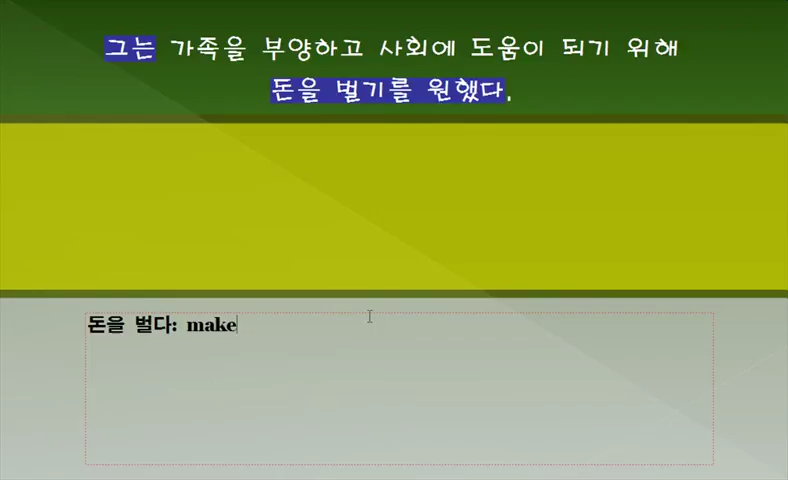 그는 가족을 부양하고 사회에 도움이 되기 위해
돈을 벌기를 원했다.
돈을 벌다: make